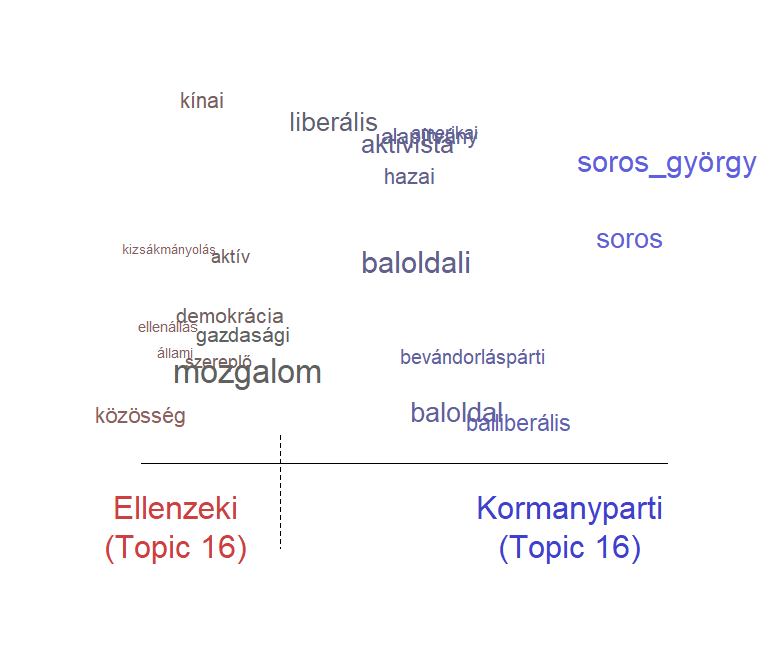 kínai
liberális
amerikai
alapítvány
aktivista
soros_györgy
hazai
soros
kizsákmányolás
aktív
baloldali
demokrácia
ellenállás
gazdasági
állami
szereplő
bevándorláspárti
mozgalom
közösség
baloldal
balliberális
Ellenzeki
(Topic 16)
Kormanyparti
(Topic 16)